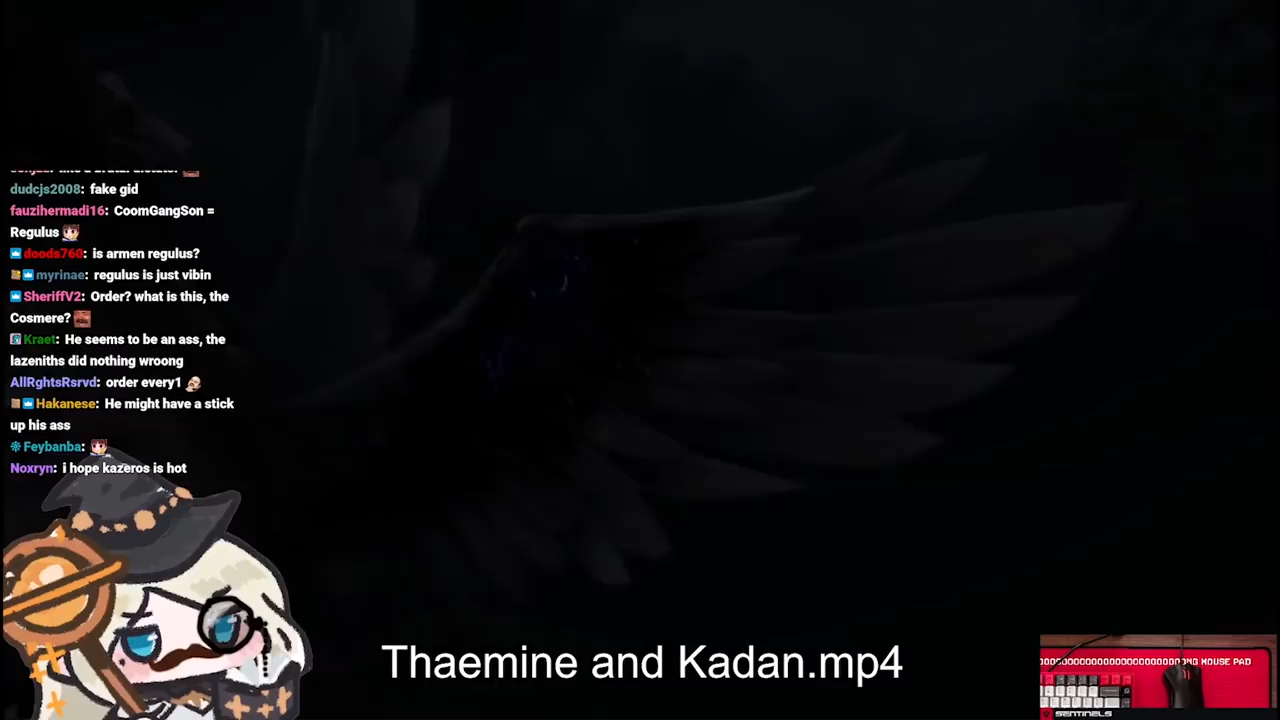 dudcjs2008: fake gid
fauzihermadi16: CoomGangSon =
Regulus
doods760: is armen regulus?
myrinae: regulus is just vibin
SheriffV2: Order? what is this, the
Cosmere?
Kraet: He seems to be an ass, the
lazeniths did nothing wroong
AllRghtsRsrvd: order every1
Hakanese: He might have a stick
up his ass
Feybanba:
Noxryn: i hope kazeros is hot
Thaemine and Kadan.mp4
MOUSE PAD
SENTINELS